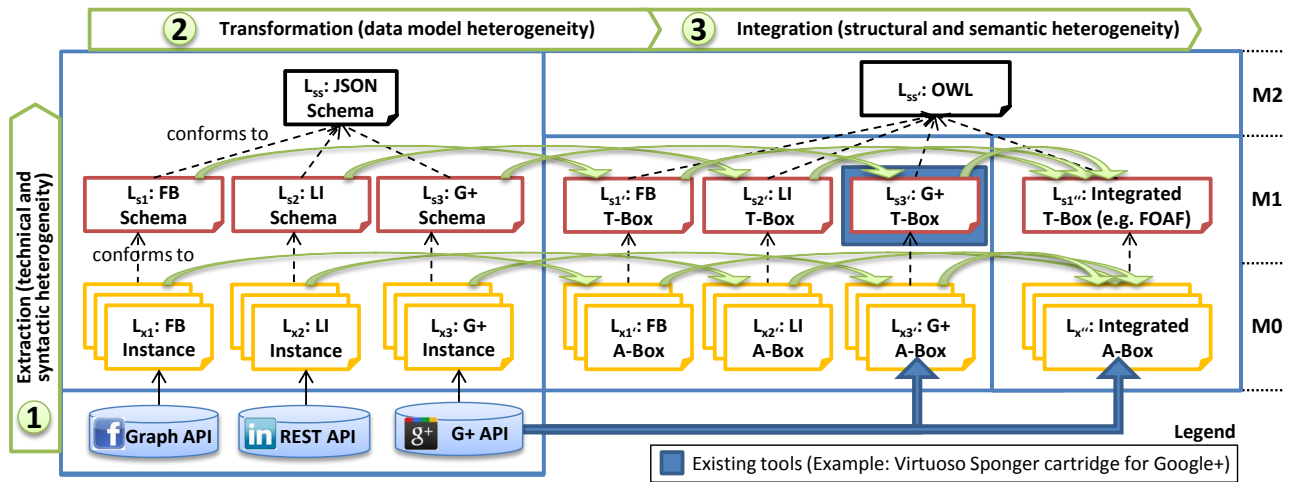 2 Transformation (data model heterogeneity)
3 Integration (structural and semantic heterogeneity)
Extraction (technical and
syntactic heterogeneity)
1
Lss: JSON
Schema
Lss′: OWL
M2
conforms to
Ls1: FB
Schema
Ls2: LI
Schema
Ls3: G+
Schema
Ls1′: FB
T-Box
Ls2′: LI
T-Box
Ls3′: G+
T-Box
Ls1′′: Integrated
T-Box (e.g. FOAF)
M1
conforms to
Lx1: FB
Instance
Lx2: LI
Instance
Lx3: G+
Instance
Lx1′: FB
A-Box
Lx2′: LI
A-Box
Lx3′: G+
A-Box
Lx′′: Integrated
A-Box
M0
f Graph API
in REST API
g+ G+ API
Legend
Existing tools (Example: Virtuoso Sponger cartridge for Google+)